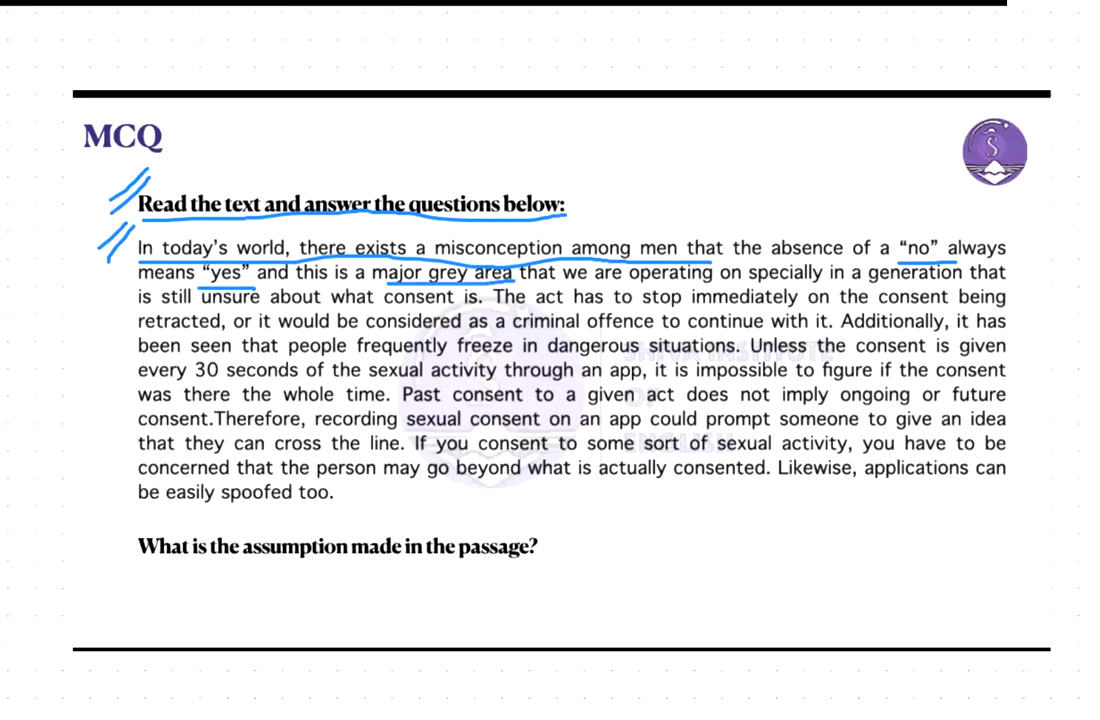 MCQ
S
Read the text and answer the questions below:
In today's world, there exists a misconception among men that the absence of a "no" always
means "yes" and this is a major grey area that we are operating on specially in a generation that
is still unsure about what consent is. The act has to stop immediately on the consent being
retracted, or it would be considered as a criminal offence to continue with it. Additionally, it has
been seen that people frequently freeze in dangerous situations. Unless the consent is given
every 30 seconds of the sexual activity through an app, it is impossible to figure if the consent
was there the whole time. Past consent to a given act does not imply ongoing or future
consent.Therefore, recording sexual consent on an app could prompt someone to give an idea
that they can cross the line. If you consent to some sort of sexual activity, you have to be
concerned that the person may go beyond what is actually consented. Likewise, applications can
be easily spoofed too.
What is the assumption made in the passage?
INSTITUTE
OF
ENGLISH